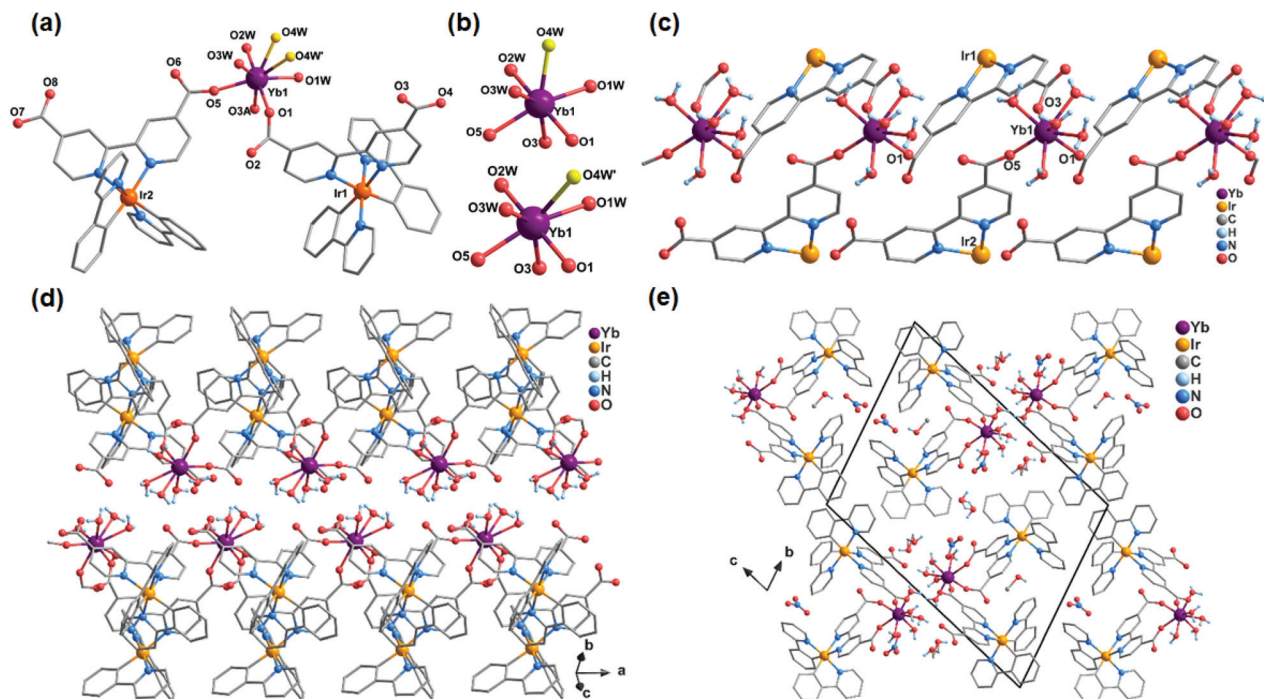 (a)
O8
O7
O6
O5
O2W
O3W
O4W
O4W'
O1W
Yb1
O3A
O1
O2
O3
O4
Ir2
Ir1
(b)
O4W
O2W
O3W
O1W
Yb1
O5
O3
O1
O2W
O4W'
O3W
O1W
Yb1
O5
O3
O1
(c)
Ir1
O3
Yb1
O1
O5
Ir2
Yb
Ir
C
H
N
O
(d)
Yb
Ir
C
H
N
O
b
a
c
(e)
Yb
Ir
C
H
N
O
c
b